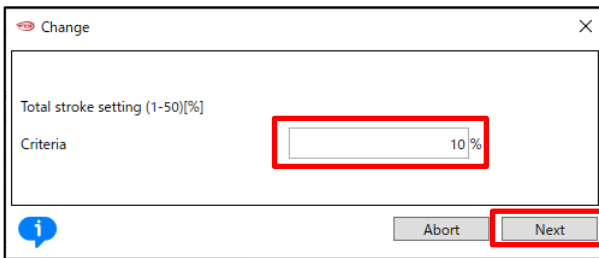 Change
Total stroke setting (1-50)[%]
Criteria
10 %
Abort
Next